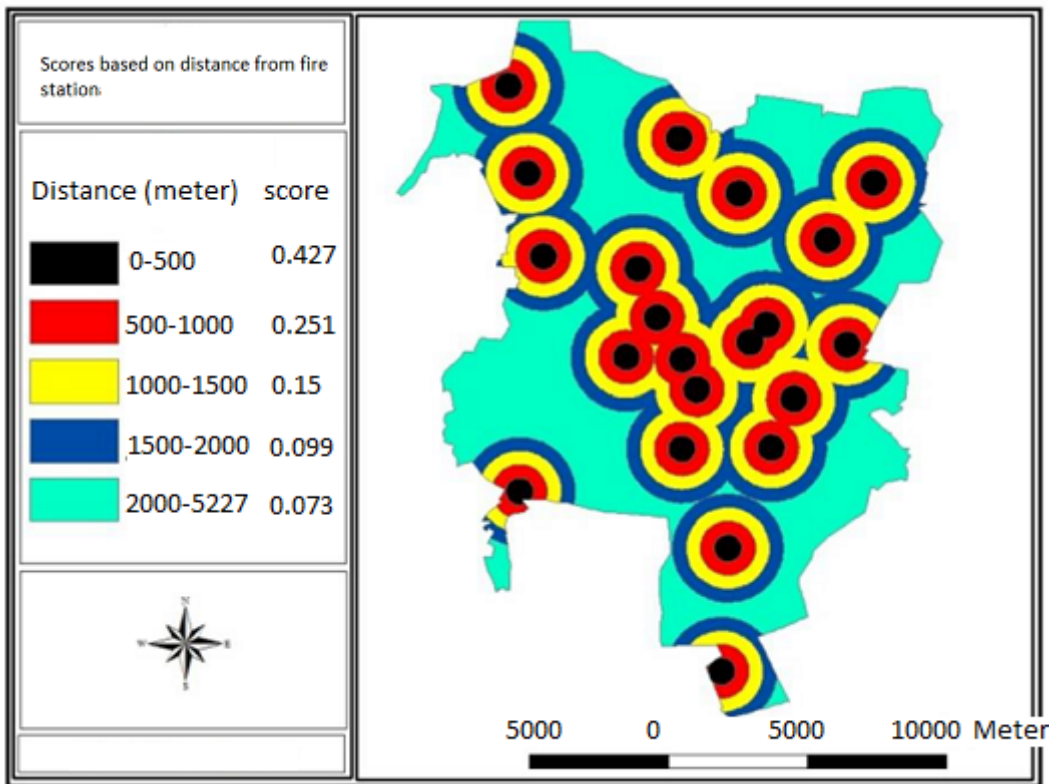 Scores based on distance from fire
station
Distance (meter) score
0-500 0.427
500-1000 0.251
1000-1500 0.15
1500-2000 0.099
2000-5227 0.073
N
W E
S
5000 0 5000 10000 Meter